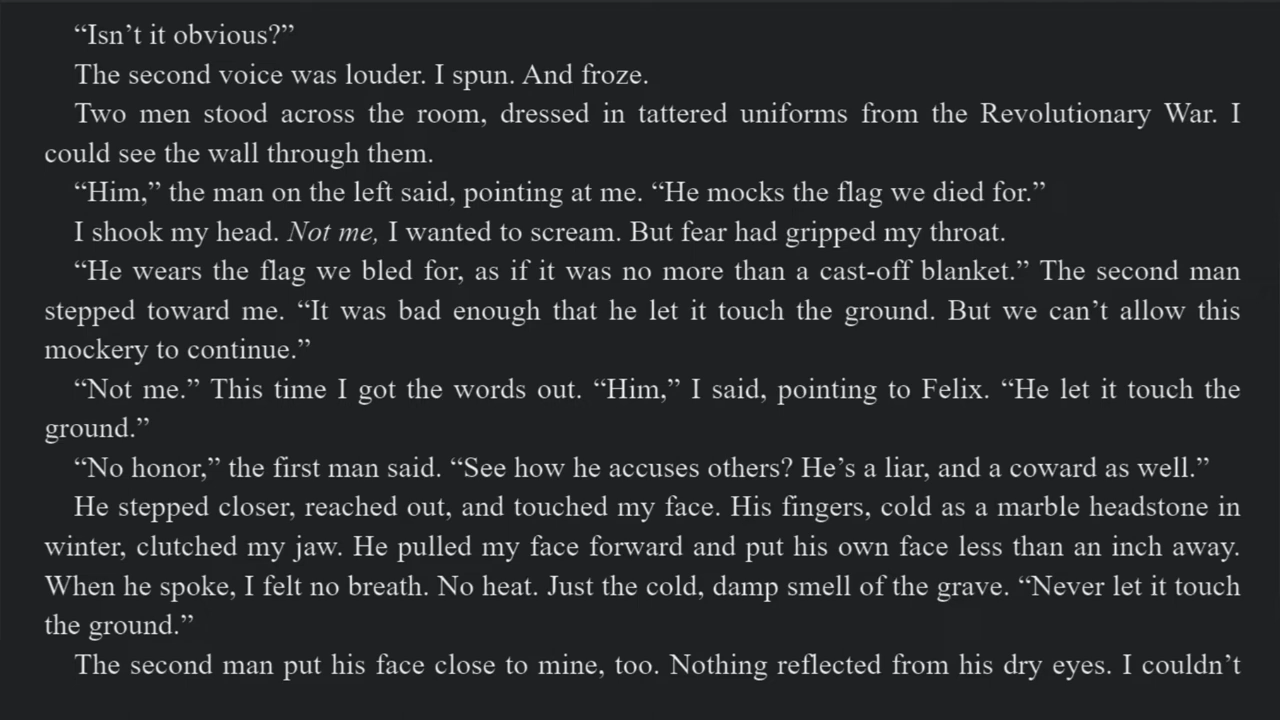 “Isn’t it obvious?”
The second voice was louder. I spun. And froze.
Two men stood across the room, dressed in tattered uniforms from the Revolutionary War. I
could see the wall through them.
“Him,” the man on the left said, pointing at me. “He mocks the flag we died for.”
I shook my head. Not me, I wanted to scream. But fear had gripped my throat.
“He wears the flag we bled for, as if it was no more than a cast-off blanket.” The second man
stepped toward me. “It was bad enough that he let it touch the ground. But we can’t allow this
mockery to continue.”
“Not me.” This time I got the words out. “Him,” I said, pointing to Felix. “He let it touch the
ground.”
“No honor,” the first man said. “See how he accuses others? He’s a liar, and a coward as well.”
He stepped closer, reached out, and touched my face. His fingers, cold as a marble headstone in
winter, clutched my jaw. He pulled my face forward and put his own face less than an inch away.
When he spoke, I felt no breath. No heat. Just the cold, damp smell of the grave. “Never let it touch
the ground.”
The second man put his face close to mine, too. Nothing reflected from his dry eyes. I couldn’t